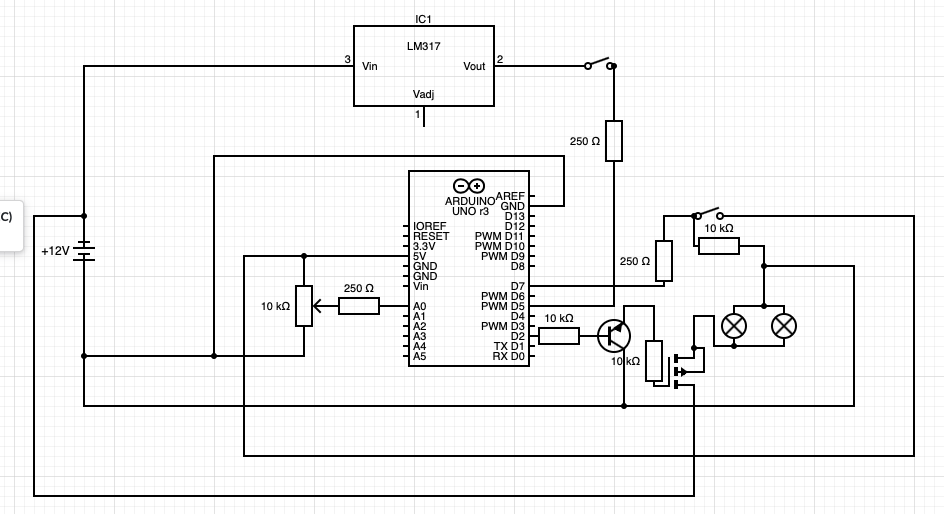 IC1
LM317
3
Vin
Vout
2
Vadj
1
250 Ω
C)
ARDUINO
UNO r3
AREF
GND
D13
D12
PWM D11
PWM D10
PWM D9
D8
D7
PWM D6
PWM D5
D4
PWM D3
D2
TX D1
RX D0
IOREF
RESET
3.3V
5V
GND
GND
Vin
A0
A1
A2
A3
A4
A5
+12V
10 kΩ
250 Ω
10 kΩ
250 Ω
10 kΩ
10 kΩ